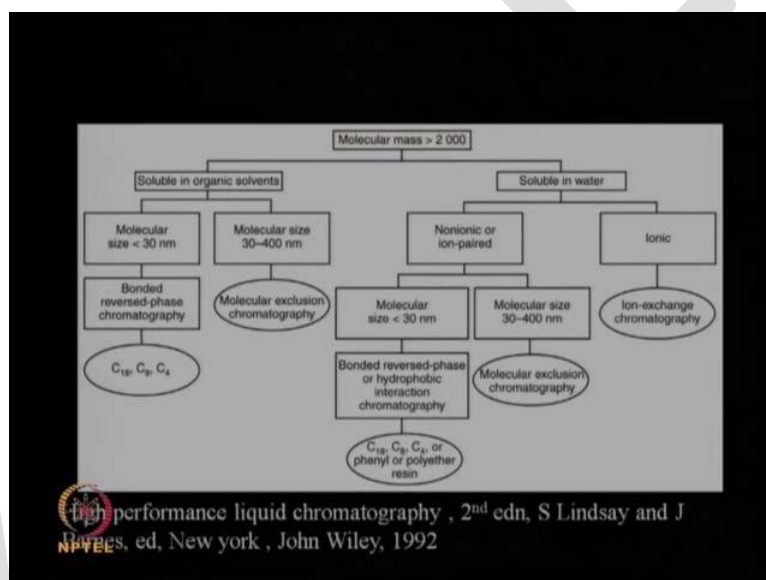 Molecular mass > 2 000
Soluble in organic solvents
Soluble in water
Molecular
size < 30 nm
Molecular size
30–400 nm
Nonionic or
ion-paired
Ionic
Bonded
reversed-phase
chromatography
Molecular exclusion
chromatography
Molecular
size < 30 nm
Molecular size
30–400 nm
Ion-exchange
chromatography
C₁₈, C₈, C₄
Bonded reversed-phase
or hydrophobic
interaction
chromatography
Molecular exclusion
chromatography
C₁₈, C₈, C₄, or
phenyl or polyether
resin
High performance liquid chromatography , 2nd edn, S Lindsay and J
Barnes, ed, New york , John Wiley, 1992
NPTEL